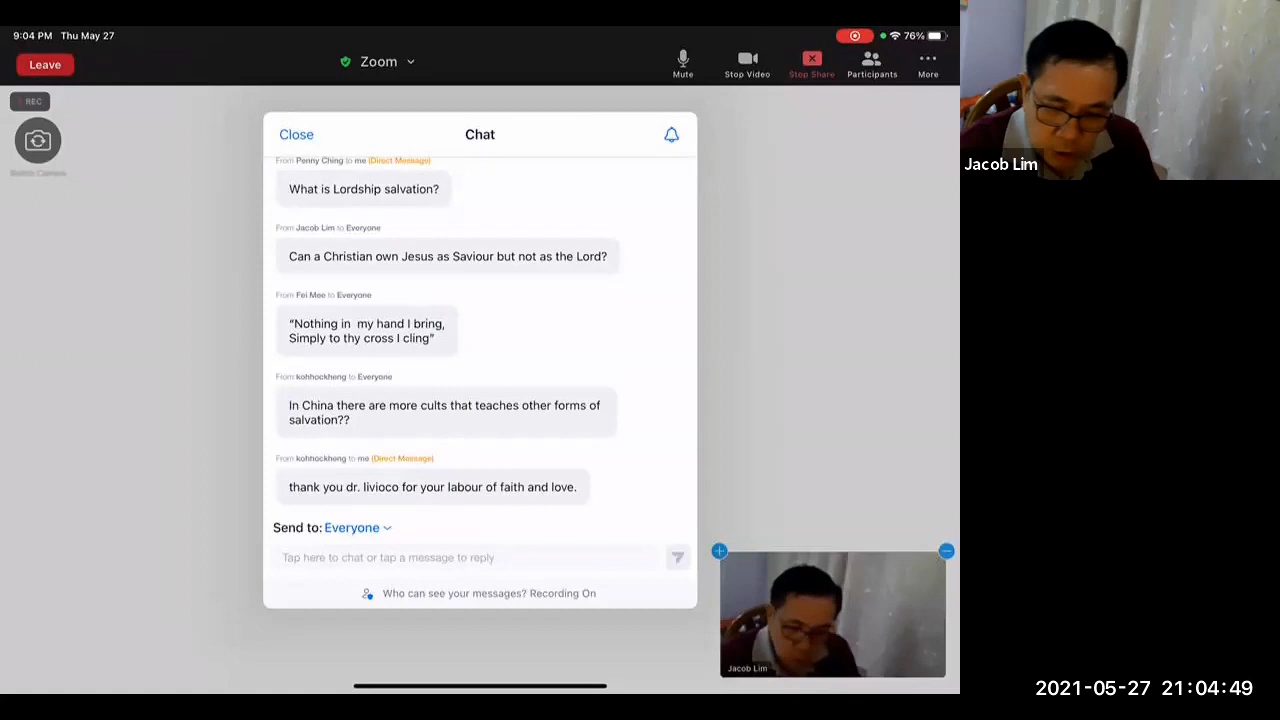 9:04 PM Thu May 27
76%
Leave
Zoom
Mute
Stop Video
Stop Share
Participants
More
REC
Close
Chat
From Penny Ching to me (Direct Message)
What is Lordship salvation?
From Jacob Lim to Everyone
Can a Christian own Jesus as Saviour but not as the Lord?
From Fei Mee to Everyone
“Nothing in my hand I bring,
Simply to thy cross I cling”
From kohhockheng to Everyone
In China there are more cults that teaches other forms of
salvation??
From kohhockheng to me (Direct Message)
thank you dr. livioco for your labour of faith and love.
Send to: Everyone
Tap here to chat or tap a message to reply
Who can see your messages? Recording On
Jacob Lim
Jacob Lim
2021-05-27 21:04:49